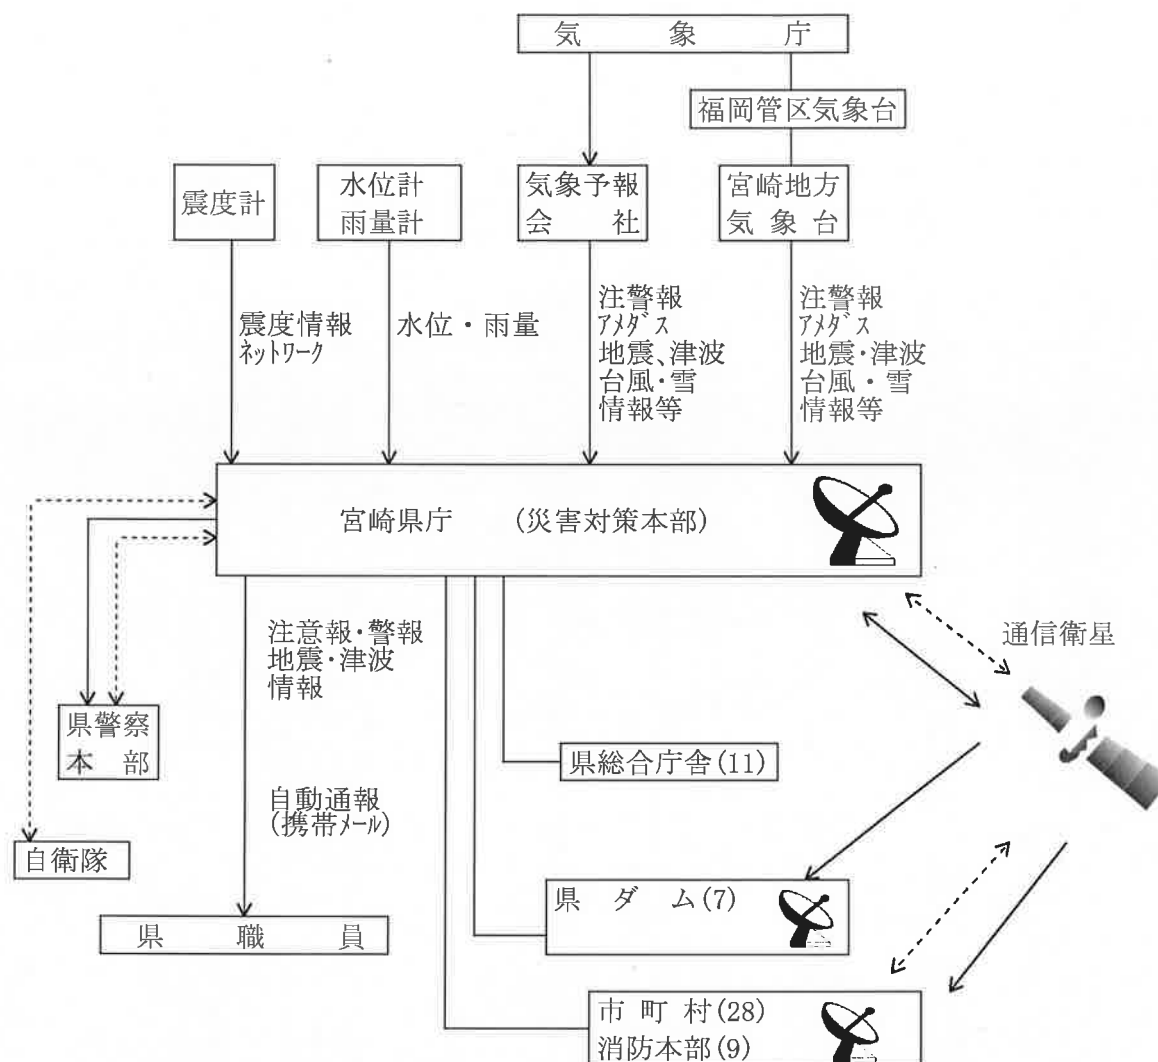 気象庁
福岡管区気象台
震度計
水位計
雨量計
気象予報
会社
宮崎地方
気象台
震度情報
ネットワーク
水位・雨量
注警報
アメダス
地震、津波
台風・雪
情報等
注警報
アメダス
地震・津波
台風・雪
情報等
宮崎県庁 (災害対策本部)
注意報・警報
地震・津波
情報
通信衛星
県警察
本部
県総合庁舎(11)
自動通報
(携帯メール)
自衛隊
県ダム(7)
県職員
市町村(28)
消防本部(9)